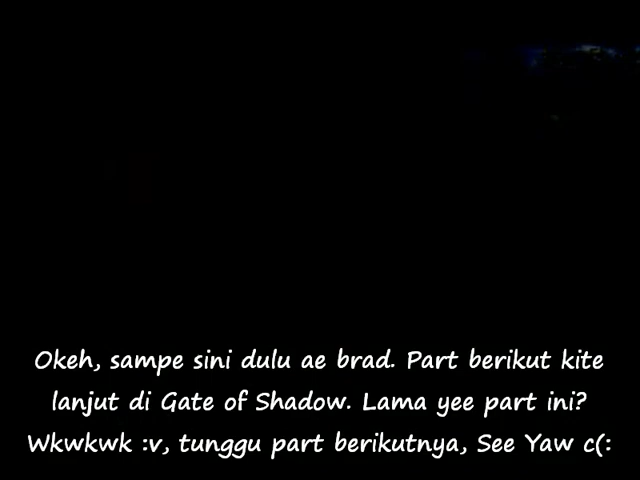 Okeh, sampe sini dulu ae brad. Part berikut kite
lanjut di Gate of Shadow. Lama yee part ini?
Wkwkwk :v, tunggu part berikutnya, See Yaw c(: